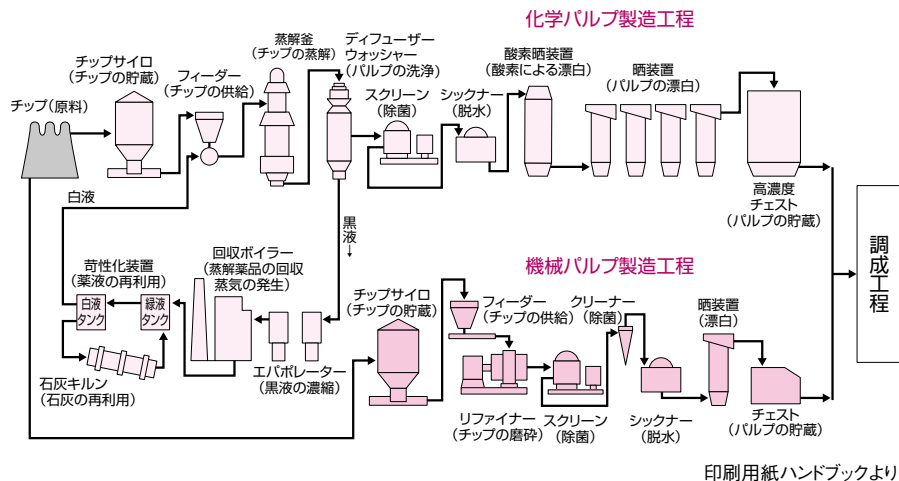 化学パルプ製造工程
チップ(原料)
チップサイロ
(チップの貯蔵)
フィーダー
(チップの供給)
蒸解釜
(チップの蒸解)
ディフューザー
ウォッシャー
(パルプの洗浄)
スクリーン
(除菌)
シックナー
(脱水)
酸素晒装置
(酸素による漂白)
晒装置
(パルプの漂白)
高濃度
チェスト
(パルプの貯蔵)
白液
黒液→
調成工程
苛性化装置
(薬液の再利用)
白液
タンク
緑液
タンク
石灰キルン
(石灰の再利用)
回収ボイラー
(蒸解薬品の回収
蒸気の発生)
エバポレーター
(黒液の濃縮)
機械パルプ製造工程
チップサイロ
(チップの貯蔵)
フィーダー
(チップの供給)
リファイナー
(チップの磨砕)
スクリーン
(除菌)
クリーナー
(除菌)
シックナー
(脱水)
晒装置
(漂白)
チェスト
(パルプの貯蔵)
印刷用紙ハンドブックより